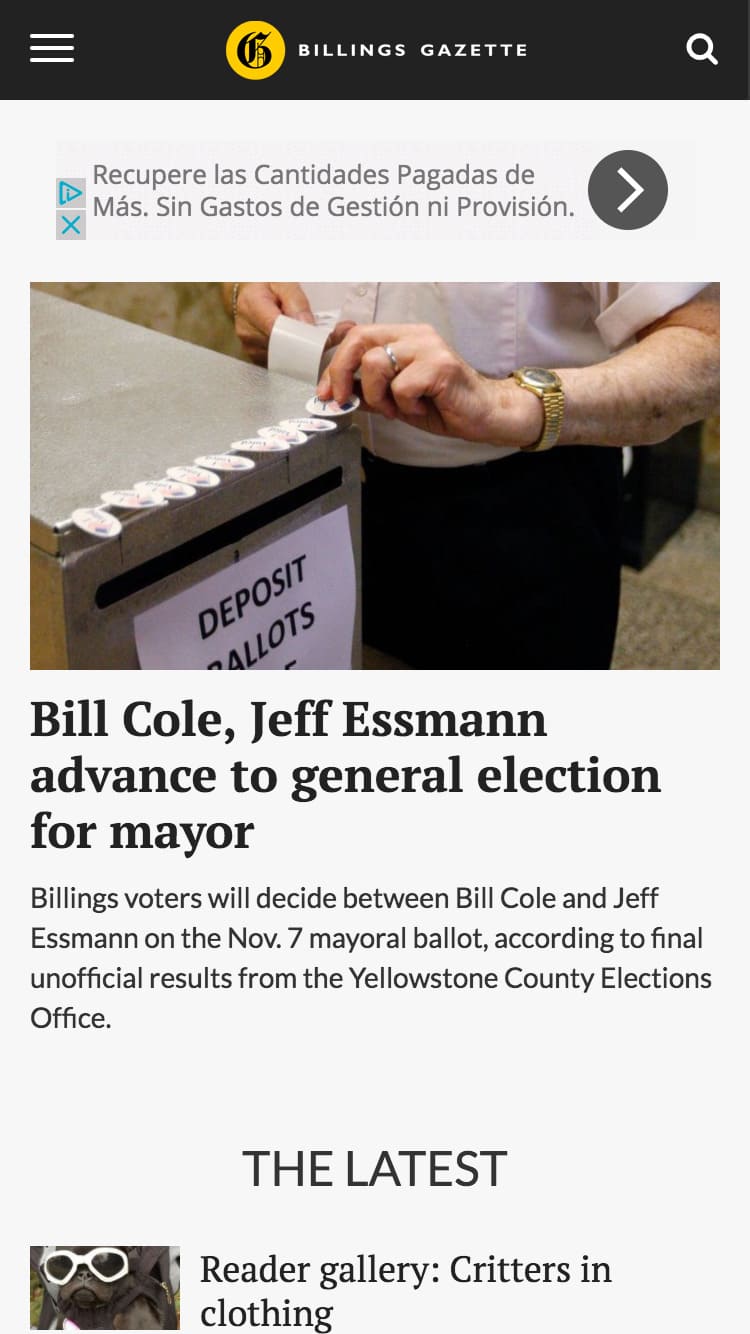 BILLINGS GAZETTE
Recupere las Cantidades Pagadas de
Más. Sin Gastos de Gestión ni Provisión.
DEPOSIT
BALLOTS
Bill Cole, Jeff Essmann
advance to general election
for mayor
Billings voters will decide between Bill Cole and Jeff
Essmann on the Nov. 7 mayoral ballot, according to final
unofficial results from the Yellowstone County Elections
Office.
THE LATEST
Reader gallery: Critters in
clothing